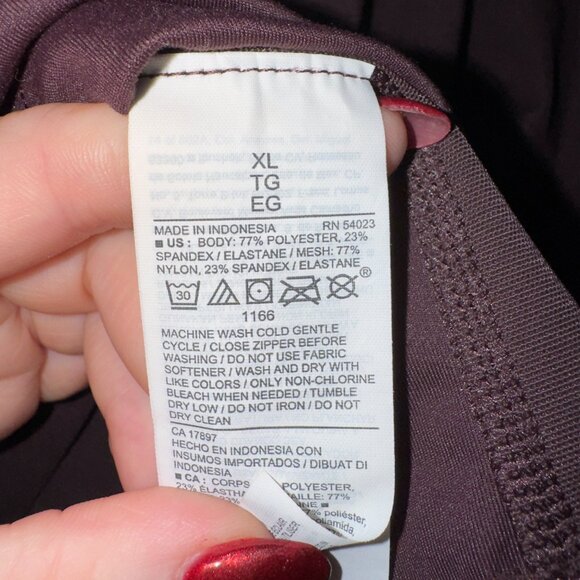 XL
TG
EG
MADE IN INDONESIA RN 54023
■ US: BODY: 77% POLYESTER, 23%
SPANDEX / ELASTANE / MESH: 77%
NYLON, 23% SPANDEX / ELASTANE
30 ®
1166
MACHINE WASH COLD GENTLE
CYCLE / CLOSE ZIPPER BEFORE
WASHING / DO NOT USE FABRIC
SOFTENER / WASH AND DRY WITH
LIKE COLORS / ONLY NON-CHLORINE
BLEACH WHEN NEEDED / TUMBLE
DRY LOW / DO NOT IRON / DO NOT
DRY CLEAN
CA 17897
HECHO EN INDONESIA CON
INSUMOS IMPORTADOS / DIBUAT DI
INDONESIA
■ CA: CORPS POLYESTER,
23% 77%
poliéster,